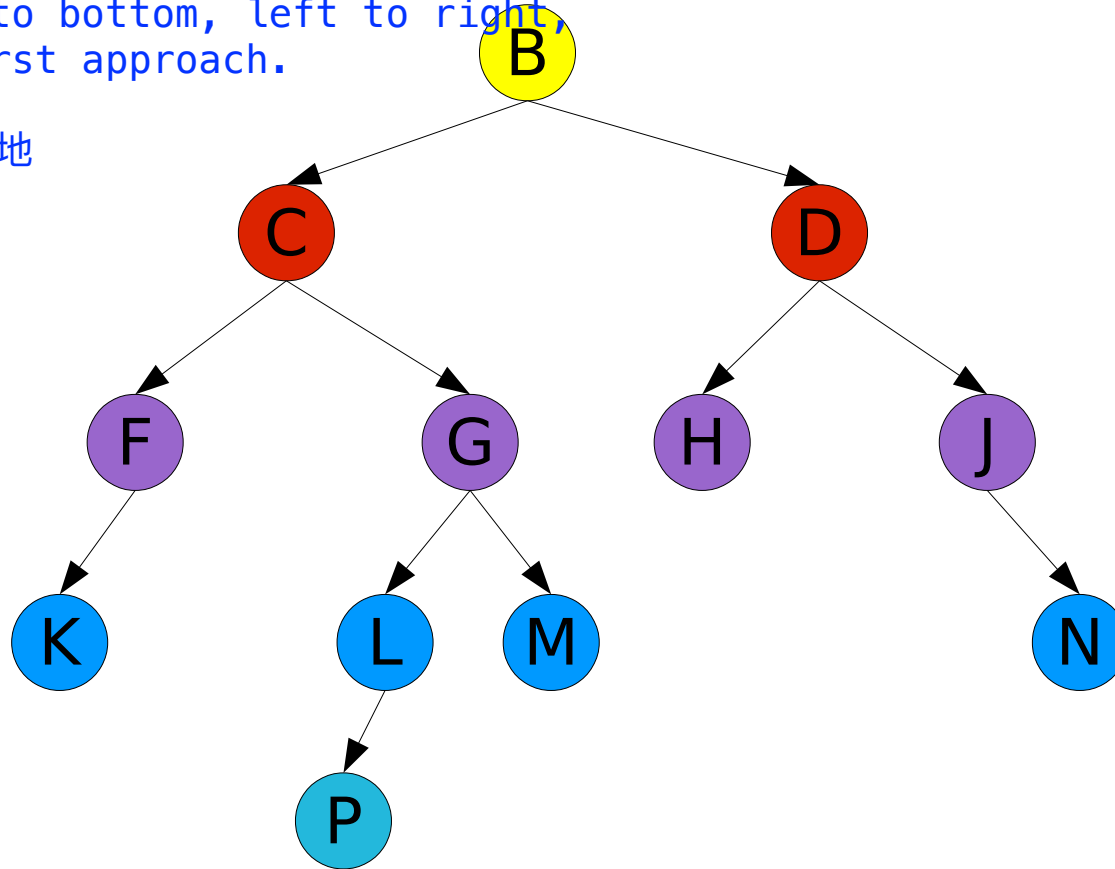 to bottom, left to right,
rst approach.
地
B
C D
F G H J
K L M N
P